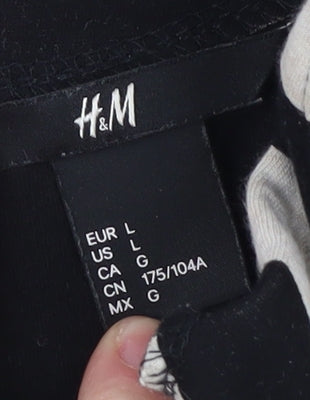 H&M
EUR L
US L
CA G
CN 175/104A
MX G